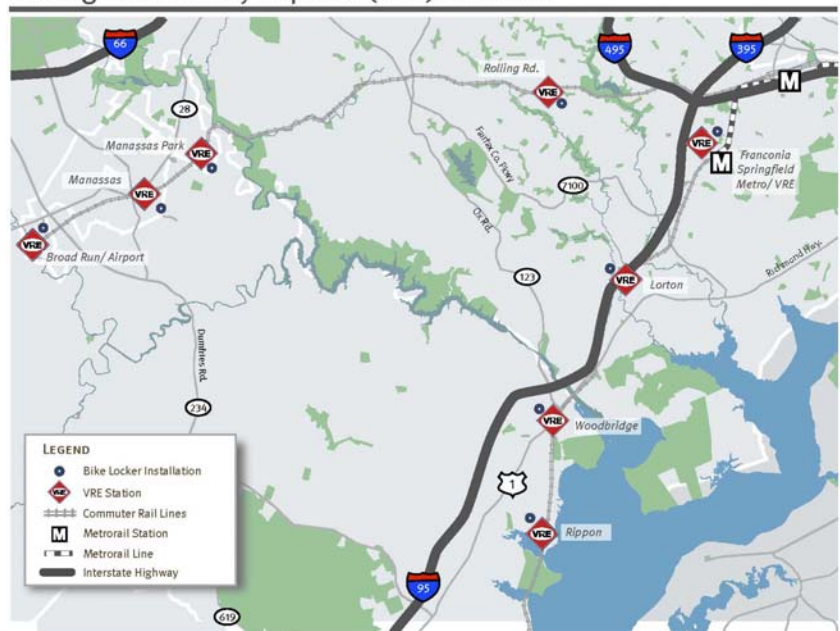 66
495
395
Rolling Rd.
VRE
28
Manassas Park
VRE
Fairfax Co. Pkwy
VRE
M
M
Franconia
Springfield
Metro/ VRE
Manassas
VRE
7100
VRE
Broad Run/ Airport
Ox Rd.
Richmond Hwy.
123
VRE
Lorton
Dumfries Rd.
234
VRE
Woodbridge
1
VRE
Rippon
95
619
LEGEND
Bike Locker Installation
VRE VRE Station
Commuter Rail Lines
M Metrorail Station
Metrorail Line
Interstate Highway